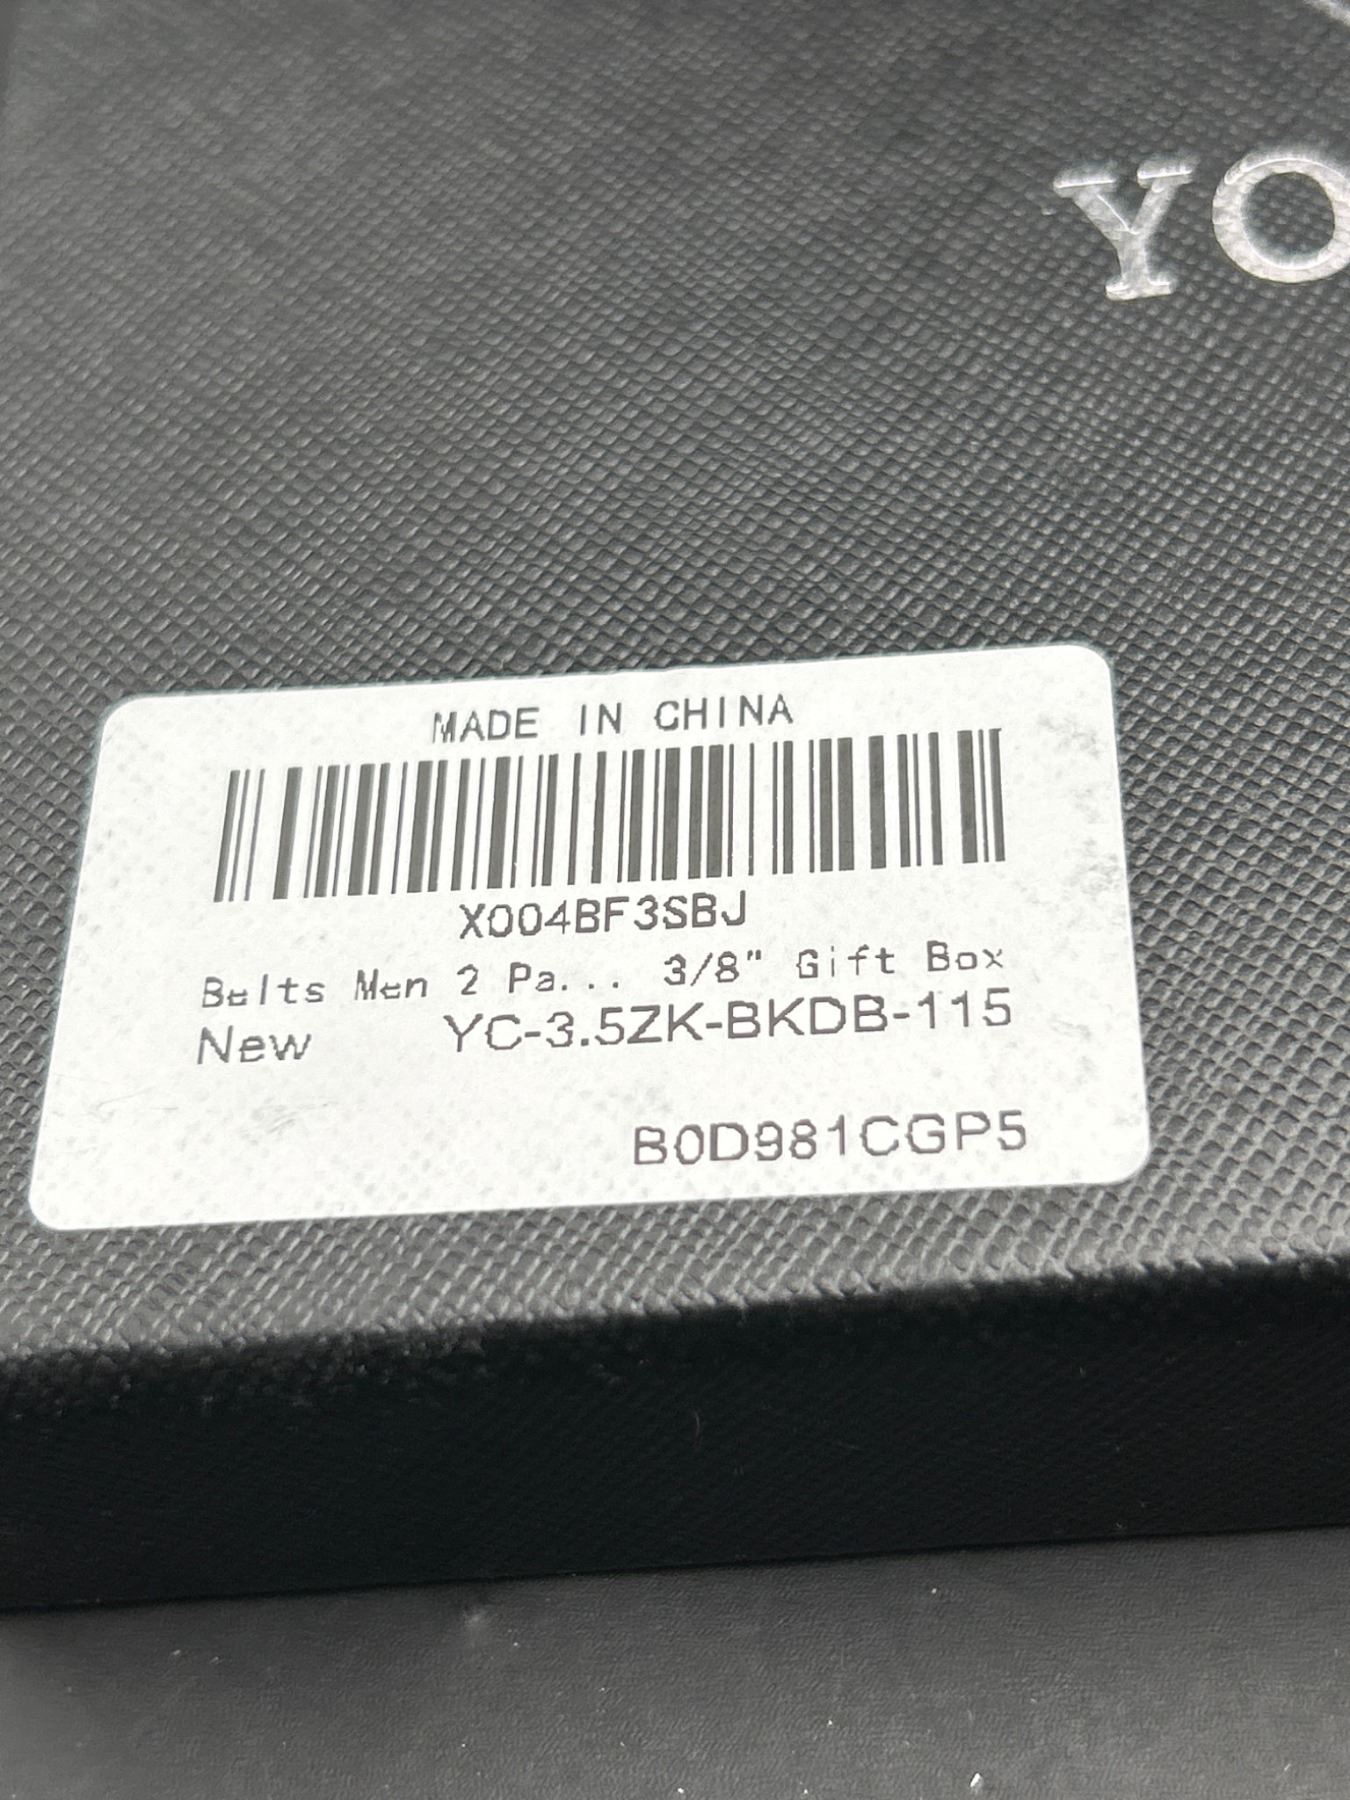 YO
MADE IN CHINA
X004BF3SBJ
Belts Men 2 Pa... 3/8" Gift Box
New YC-3.5ZK-BKDB-115
B0D981CGP5